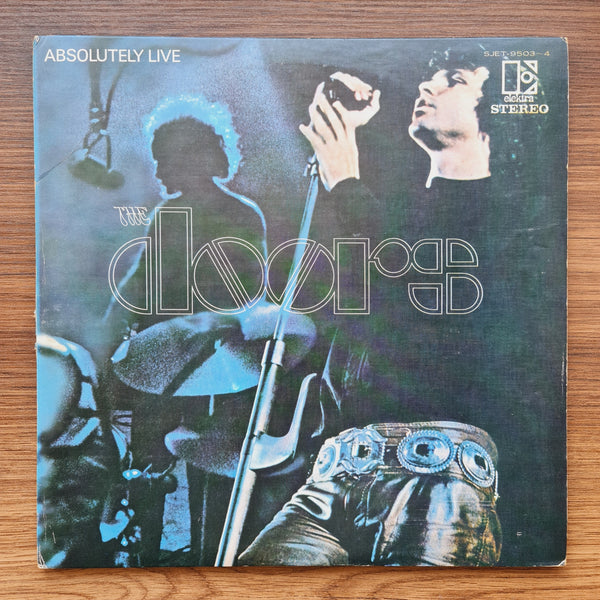 ABSOLUTELY LIVE
SJET-9503~4
elektra
STEREO
THE
doors